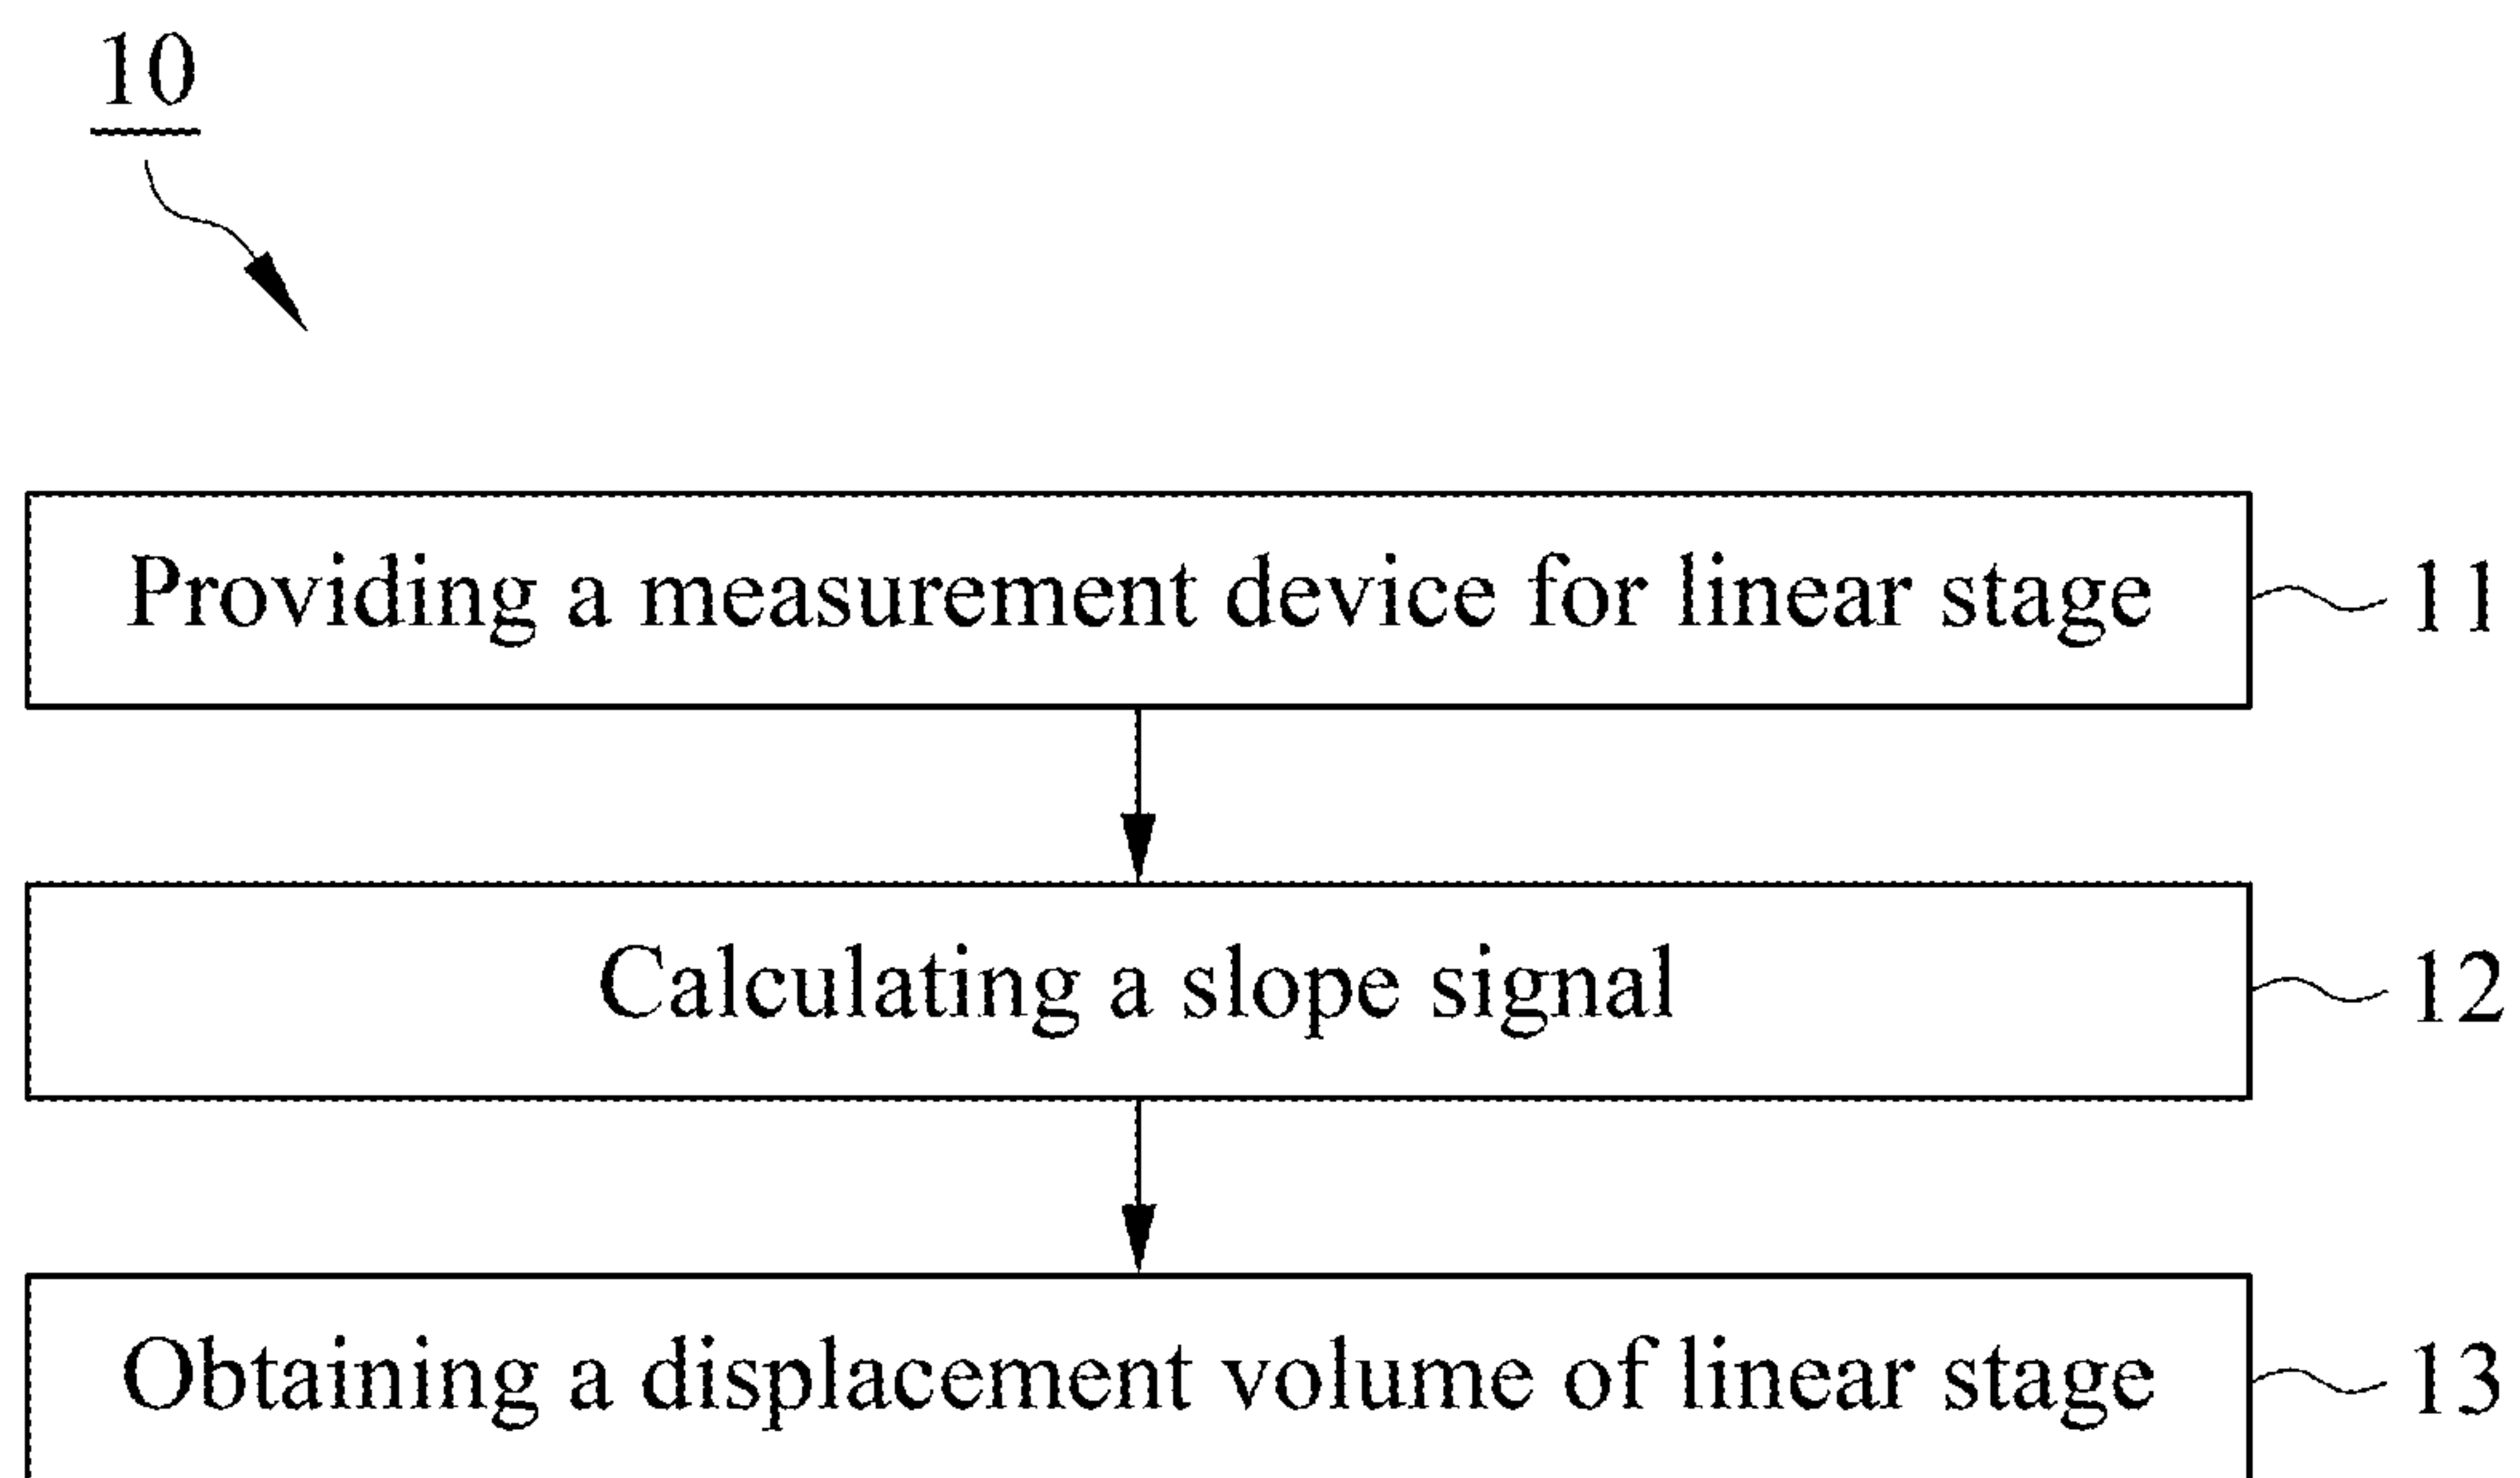 10
Providing a measurement device for linear stage 11
Calculating a slope signal 12
Obtaining a displacement volume of linear stage 13